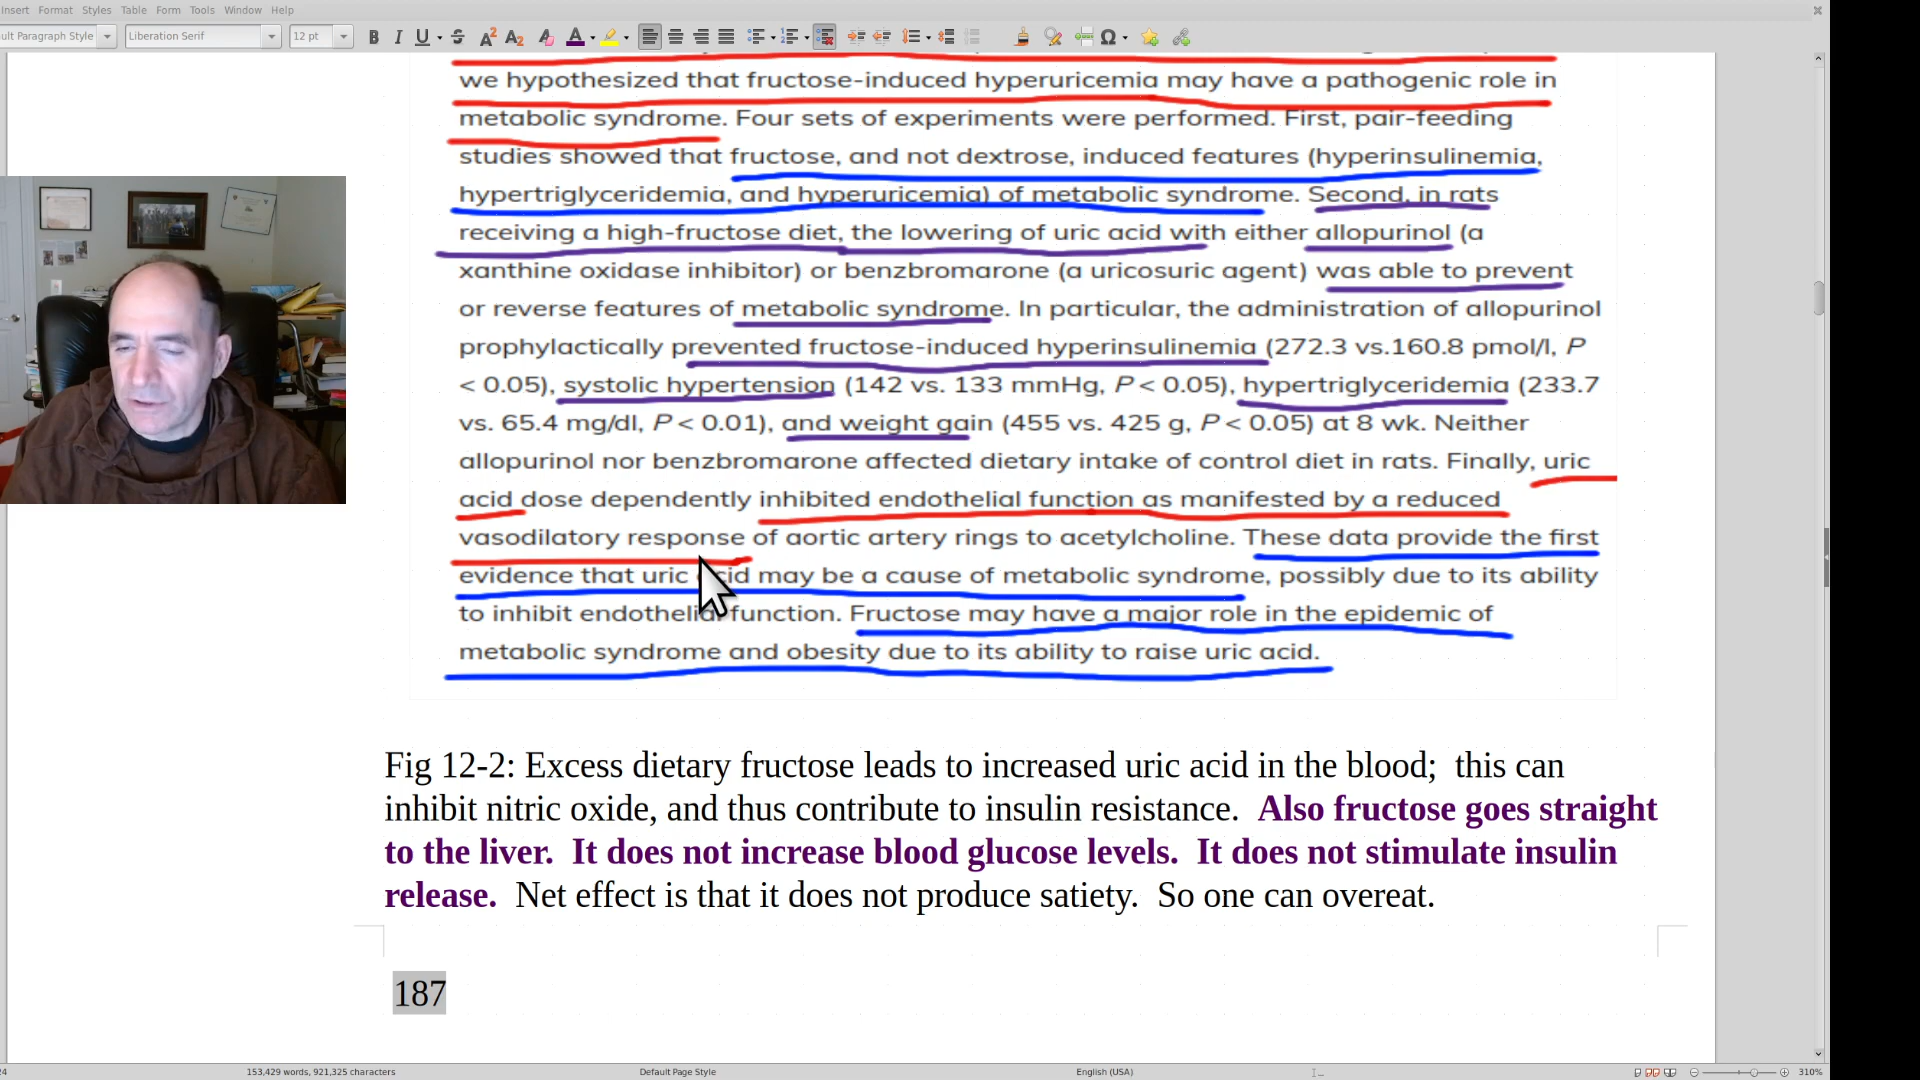 Insert Format Styles Table Form Tools Window Help
ult Paragraph Style Liberation Serif 12 pt
we hypothesized that fructose-induced hyperuricemia may have a pathogenic role in
metabolic syndrome. Four sets of experiments were performed. First, pair-feeding
studies showed that fructose, and not dextrose, induced features (hyperinsulinemia,
hypertriglyceridemia, and hyperuricemia) of metabolic syndrome. Second, in rats
receiving a high-fructose diet, the lowering of uric acid with either allopurinol (a
xanthine oxidase inhibitor) or benzbromarone (a uricosuric agent) was able to prevent
or reverse features of metabolic syndrome. In particular, the administration of allopurinol
prophylactically prevented fructose-induced hyperinsulinemia (272.3 vs.160.8 pmol/l, P
< 0.05), systolic hypertension (142 vs. 133 mmHg, P < 0.05), hypertriglyceridemia (233.7
vs. 65.4 mg/dl, P < 0.01), and weight gain (455 vs. 425 g, P < 0.05) at 8 wk. Neither
allopurinol nor benzbromarone affected dietary intake of control diet in rats. Finally, uric
acid dose dependently inhibited endothelial function as manifested by a reduced
vasodilatory response of aortic artery rings to acetylcholine. These data provide the first
evidence that uric acid may be a cause of metabolic syndrome, possibly due to its ability
to inhibit endothelial function. Fructose may have a major role in the epidemic of
metabolic syndrome and obesity due to its ability to raise uric acid.
Fig 12-2: Excess dietary fructose leads to increased uric acid in the blood; this can
inhibit nitric oxide, and thus contribute to insulin resistance. Also fructose goes straight
to the liver. It does not increase blood glucose levels. It does not stimulate insulin
release. Net effect is that it does not produce satiety. So one can overeat.
187
24 153,429 words, 921,325 characters Default Page Style English (USA) 310%